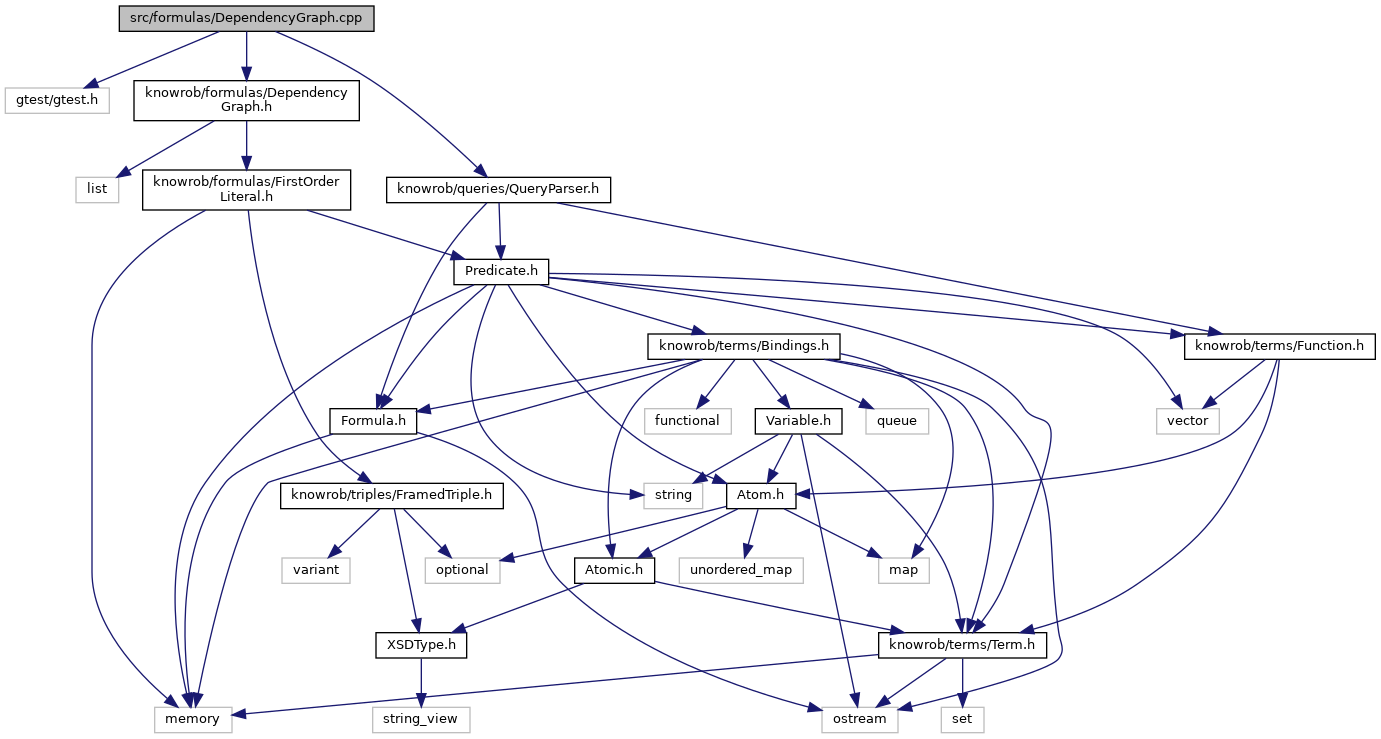 src/formulas/DependencyGraph.cpp
gtest/gtest.h
knowrob/formulas/Dependency
Graph.h
list
knowrob/formulas/FirstOrder
Literal.h
knowrob/queries/QueryParser.h
Predicate.h
knowrob/terms/Bindings.h
knowrob/terms/Function.h
Formula.h
functional
Variable.h
queue
vector
knowrob/triples/FramedTriple.h
string
Atom.h
variant
optional
Atomic.h
unordered_map
map
XSDType.h
knowrob/terms/Term.h
memory
string_view
ostream
set